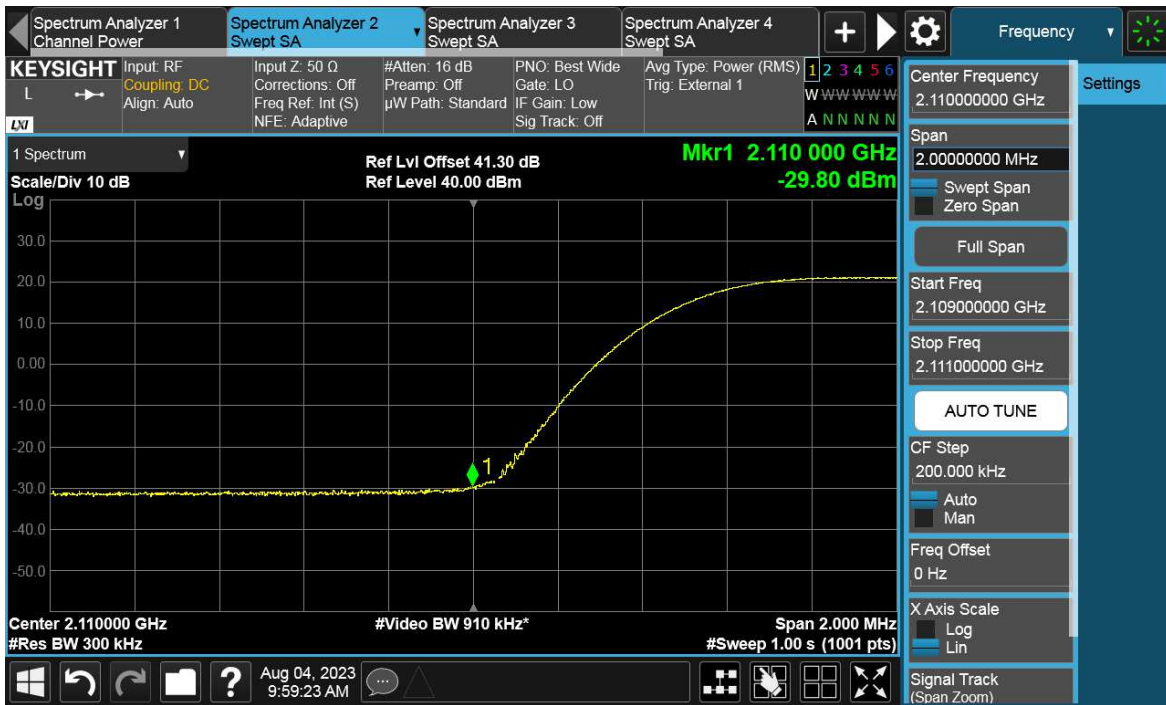 Spectrum Analyzer 1
Channel Power
Spectrum Analyzer 2
Swept SA
Spectrum Analyzer 3
Swept SA
Spectrum Analyzer 4
Swept SA
+
Frequency
KEYSIGHT
L
LXI
Input: RF
Coupling: DC
Align: Auto
Input Z: 50 Ω
Corrections: Off
Freq Ref: Int (S)
NFE: Adaptive
#Atten: 16 dB
Preamp: Off
µW Path: Standard
PNO: Best Wide
Gate: LO
IF Gain: Low
Sig Track: Off
Avg Type: Power (RMS)
Trig: External 1
1 2 3 4 5 6
W W W W W W
A N N N N N
1 Spectrum
Scale/Div 10 dB
Log
Ref Lvl Offset 41.30 dB
Ref Level 40.00 dBm
Mkr1 2.110 000 GHz
-29.80 dBm
30.0
20.0
10.0
0.00
-10.0
-20.0
-30.0
-40.0
-50.0
1
Center 2.110000 GHz
#Res BW 300 kHz
#Video BW 910 kHz*
Span 2.000 MHz
#Sweep 1.00 s (1001 pts)
Center Frequency
2.110000000 GHz
Span
2.00000000 MHz
Swept Span
Zero Span
Full Span
Start Freq
2.109000000 GHz
Stop Freq
2.111000000 GHz
AUTO TUNE
CF Step
200.000 kHz
Auto
Man
Freq Offset
0 Hz
X Axis Scale
Log
Lin
Signal Track
(Span Zoom)
Settings
?
Aug 04, 2023
9:59:23 AM